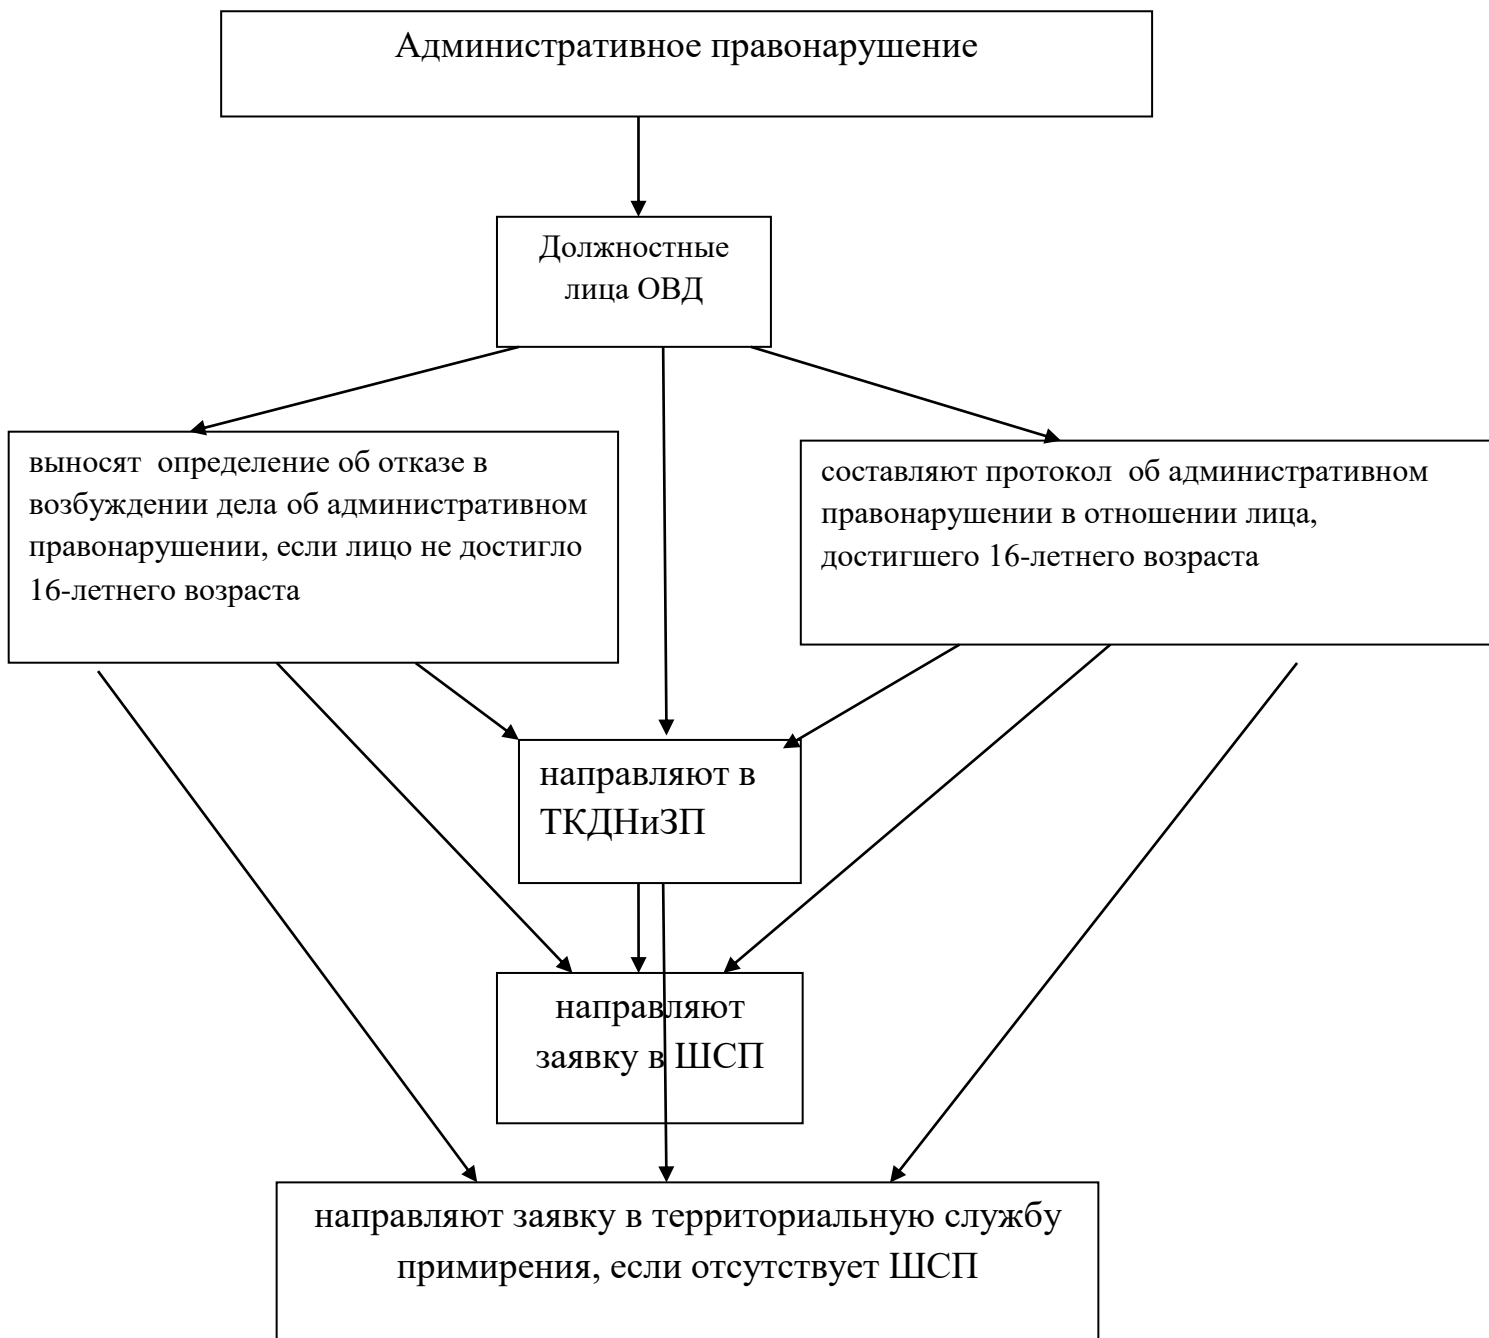 Административное правонарушение
Должностные
лица ОВД
выносят определение об отказе в
возбуждении дела об административном
правонарушении, если лицо не достигло
16-летнего возраста
составляют протокол об административном
правонарушении в отношении лица,
достигшего 16-летнего возраста
направляют в
ТКДНиЗП
направляют
заявку в ШСП
направляют заявку в территориальную службу
примирения, если отсутствует ШСП